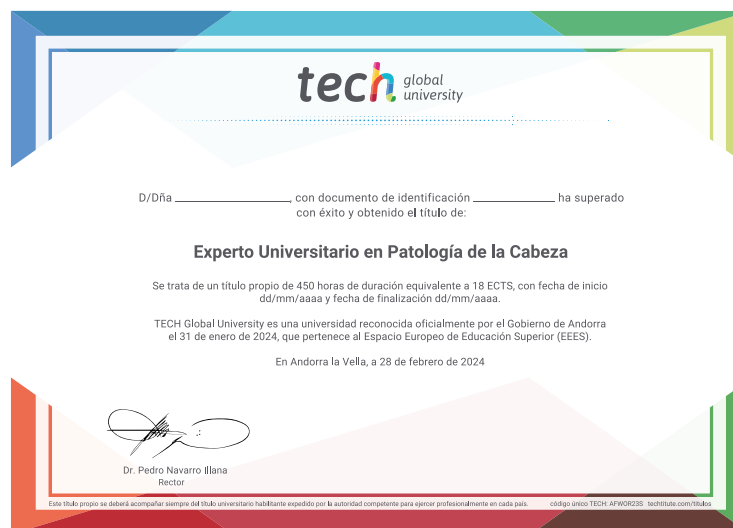 tech global
university
D/Dña ______________, con documento de identificación ______________ ha superado
con éxito y obtenido el título de:
Experto Universitario en Patología de la Cabeza
Se trata de un título propio de 450 horas de duración equivalente a 18 ECTS, con fecha de inicio
dd/mm/aaaa y fecha de finalización dd/mm/aaaa.
TECH Global University es una universidad reconocida oficialmente por el Gobierno de Andorra
el 31 de enero de 2024, que pertenece al Espacio Europeo de Educación Superior (EEES).
En Andorra la Vella, a 28 de febrero de 2024
Dr. Pedro Navarro Illana
Rector
Este título propio se deberá acompañar siempre del título universitario habilitante expedido por la autoridad competente para ejercer profesionalmente en cada país. código único TECH: AFWOR23S techtitute.com/titulos